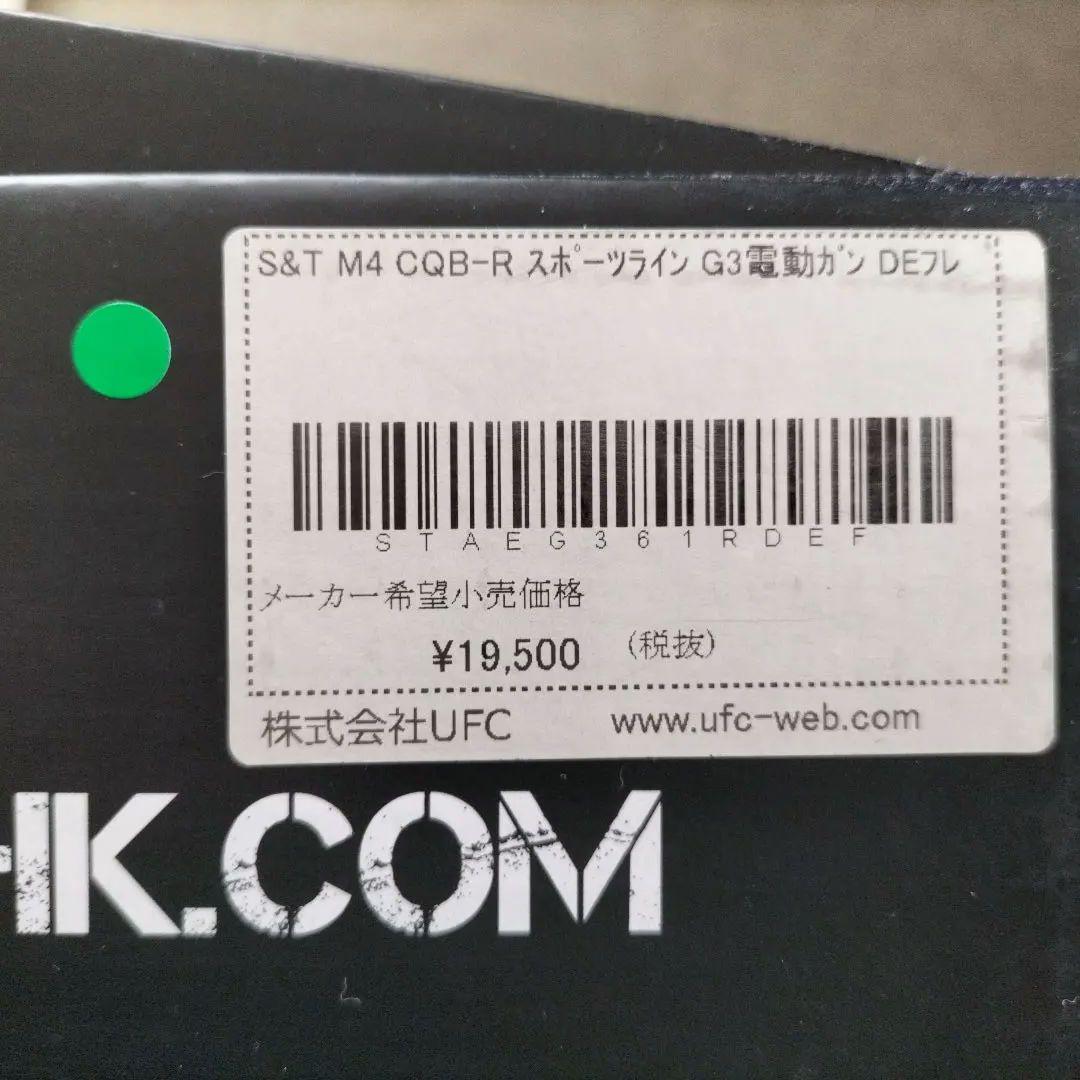 S&T M4 CQB-R スポーツライン G3電動ガン DEフレ
STAEG361RDEF
メーカー希望小売価格
¥19,500 (税抜)
株式会社UFC www.ufc-web.com
HK.COM